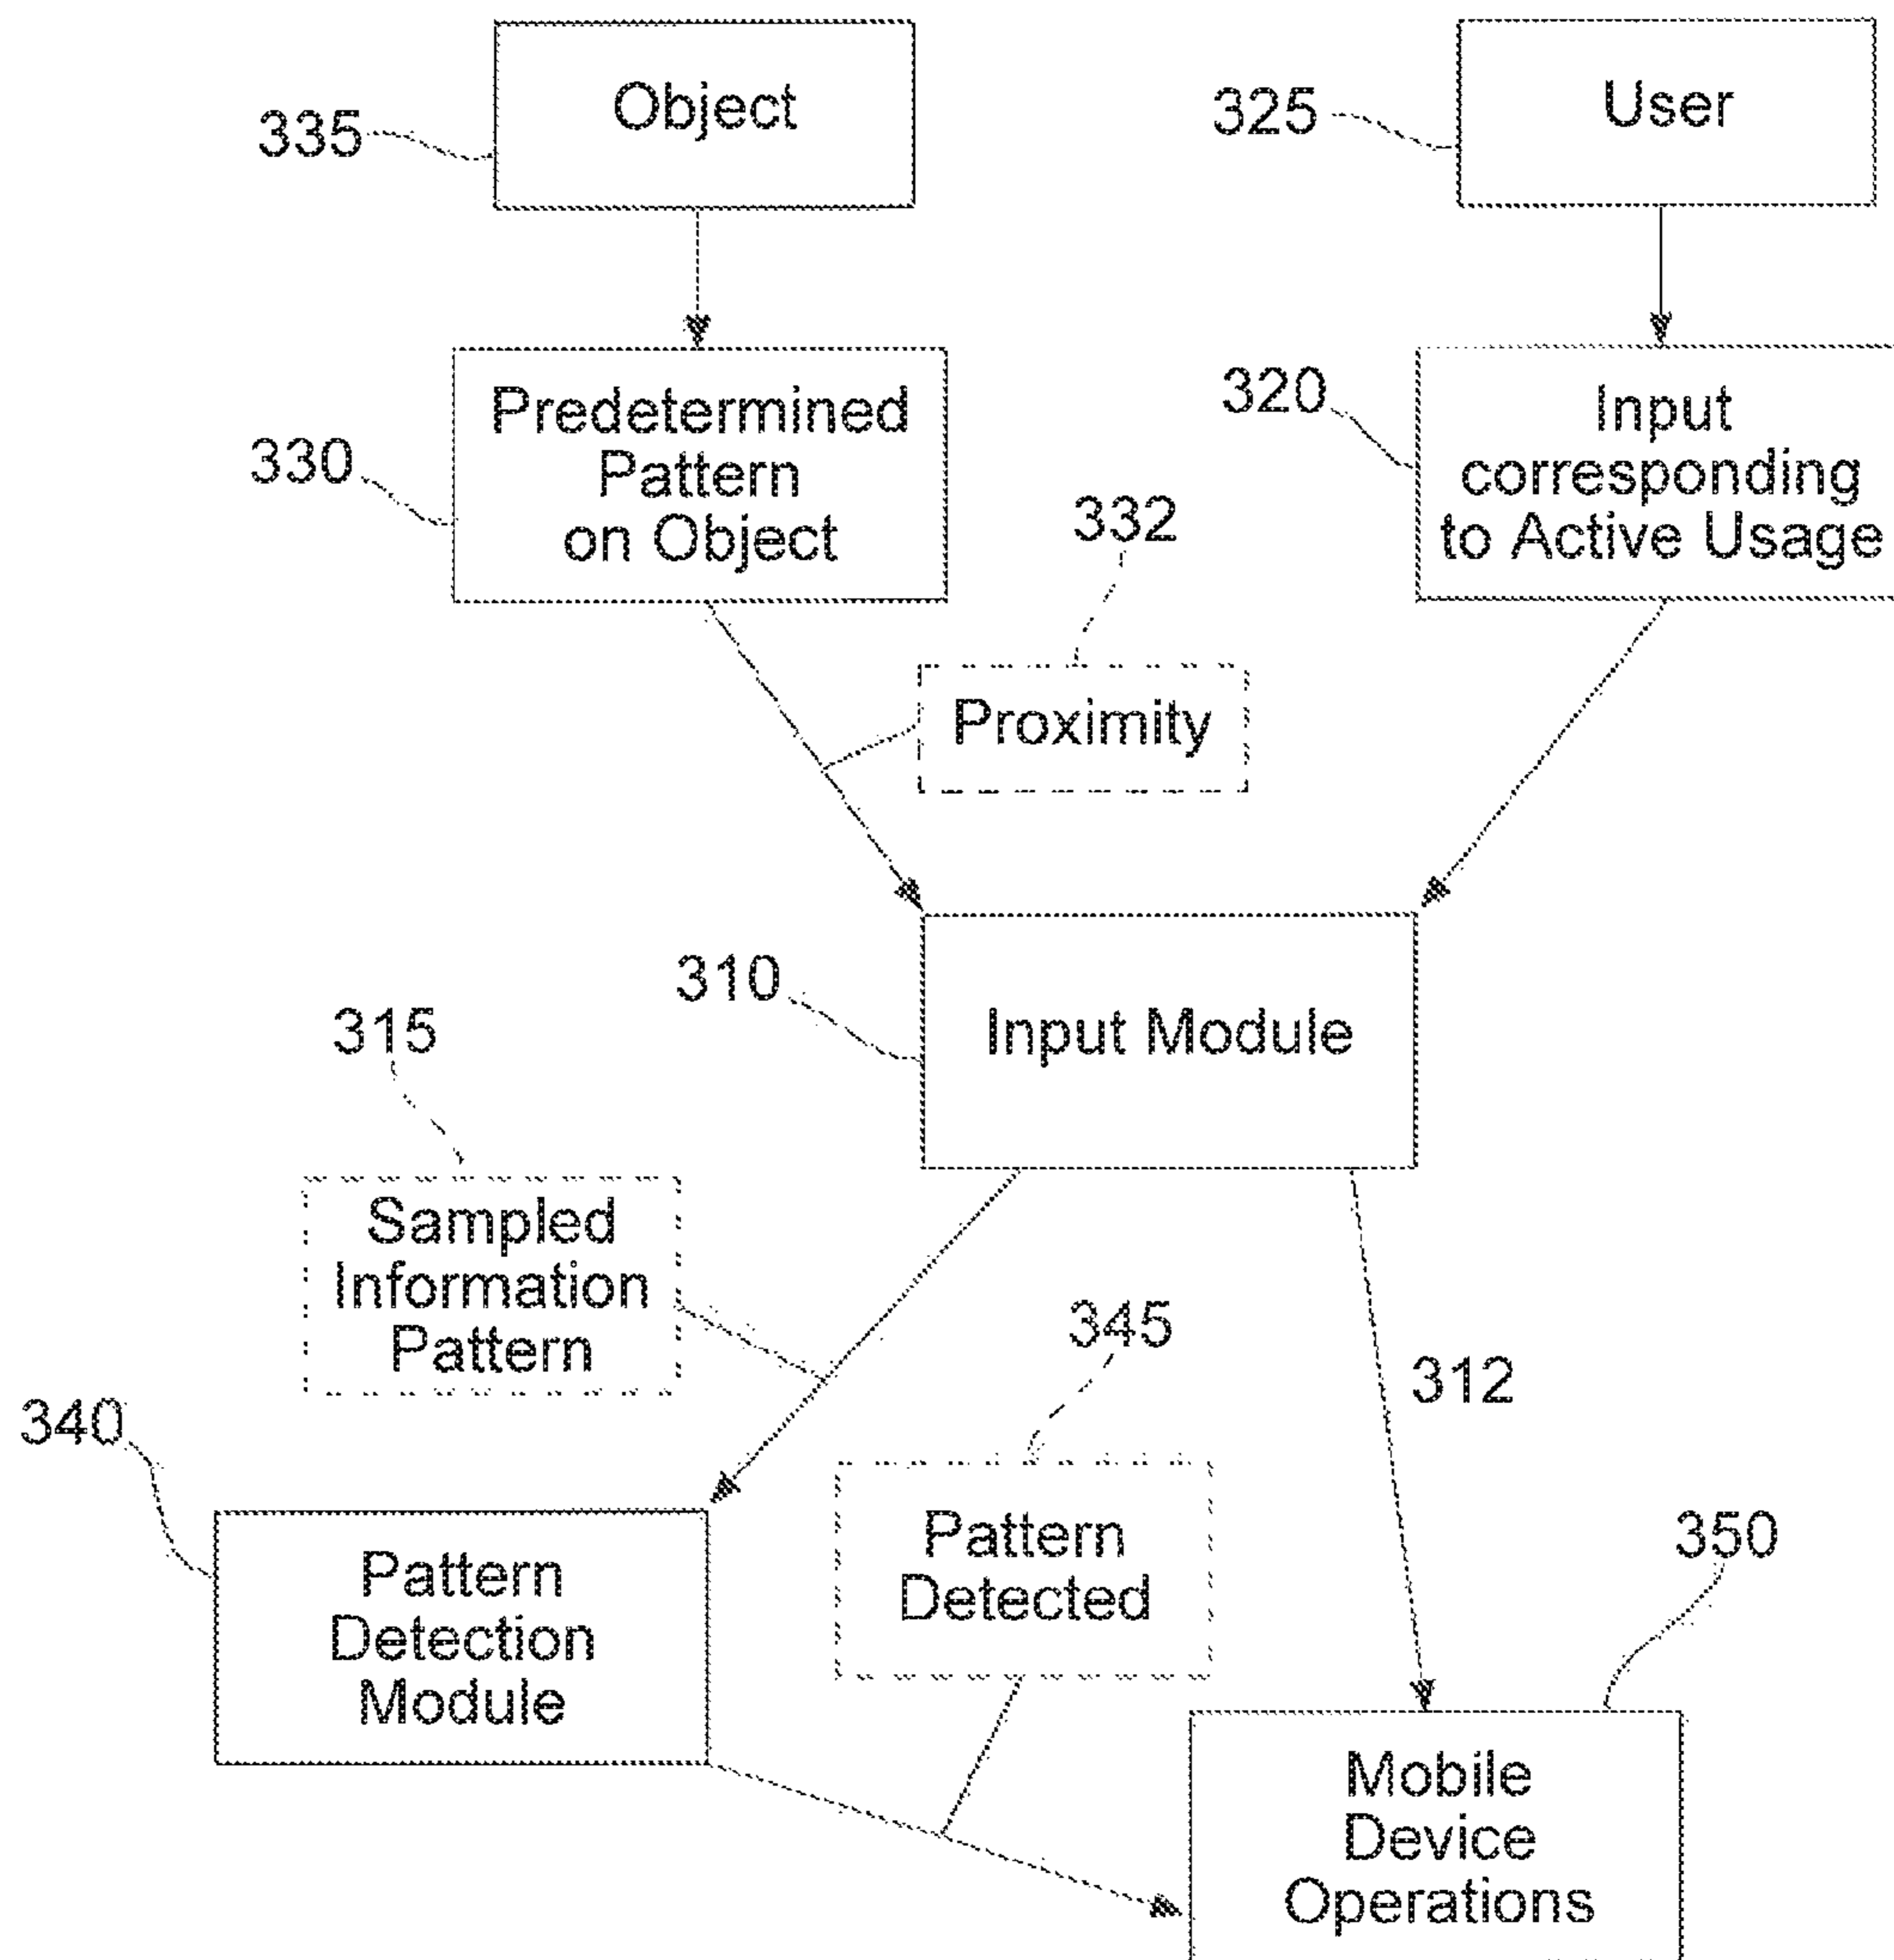 Object
335
User
325
Predetermined
Pattern
on Object
330
Input
corresponding
to Active Usage
320
332
Proximity
310
Input Module
315
Sampled
Information
Pattern
345
312
340
Pattern
Detected
350
Pattern
Detection
Module
Mobile
Device
Operations